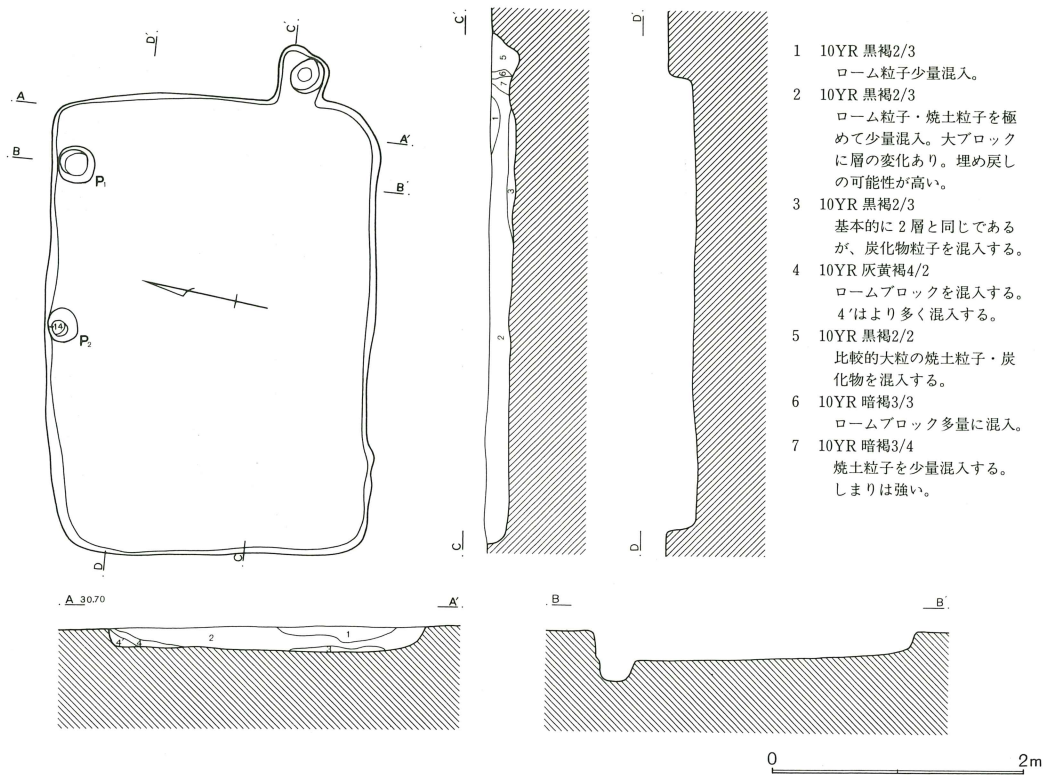 D′
C′
A
A′
B
B′
P1
14
P2
D
C
C′
5
6
7
1
3
2
C
D′
D
1 10YR 黒褐2/3
ローム粒子少量混入。
2 10YR 黒褐2/3
ローム粒子・焼土粒子を極
めて少量混入。大ブロック
に層の変化あり。埋め戻し
の可能性が高い。
3 10YR 黒褐2/3
基本的に2層と同じである
が、炭化物粒子を混入する。
4 10YR 灰黄褐4/2
ロームブロックを混入する。
4′はより多く混入する。
5 10YR 黒褐2/2
比較的大粒の焼土粒子・炭
化物を混入する。
6 10YR 暗褐3/3
ロームブロック多量に混入。
7 10YR 暗褐3/4
焼土粒子を少量混入する。
しまりは強い。
A 30.70
A′
4′ 4 2 1 3
B
B′
0 2m